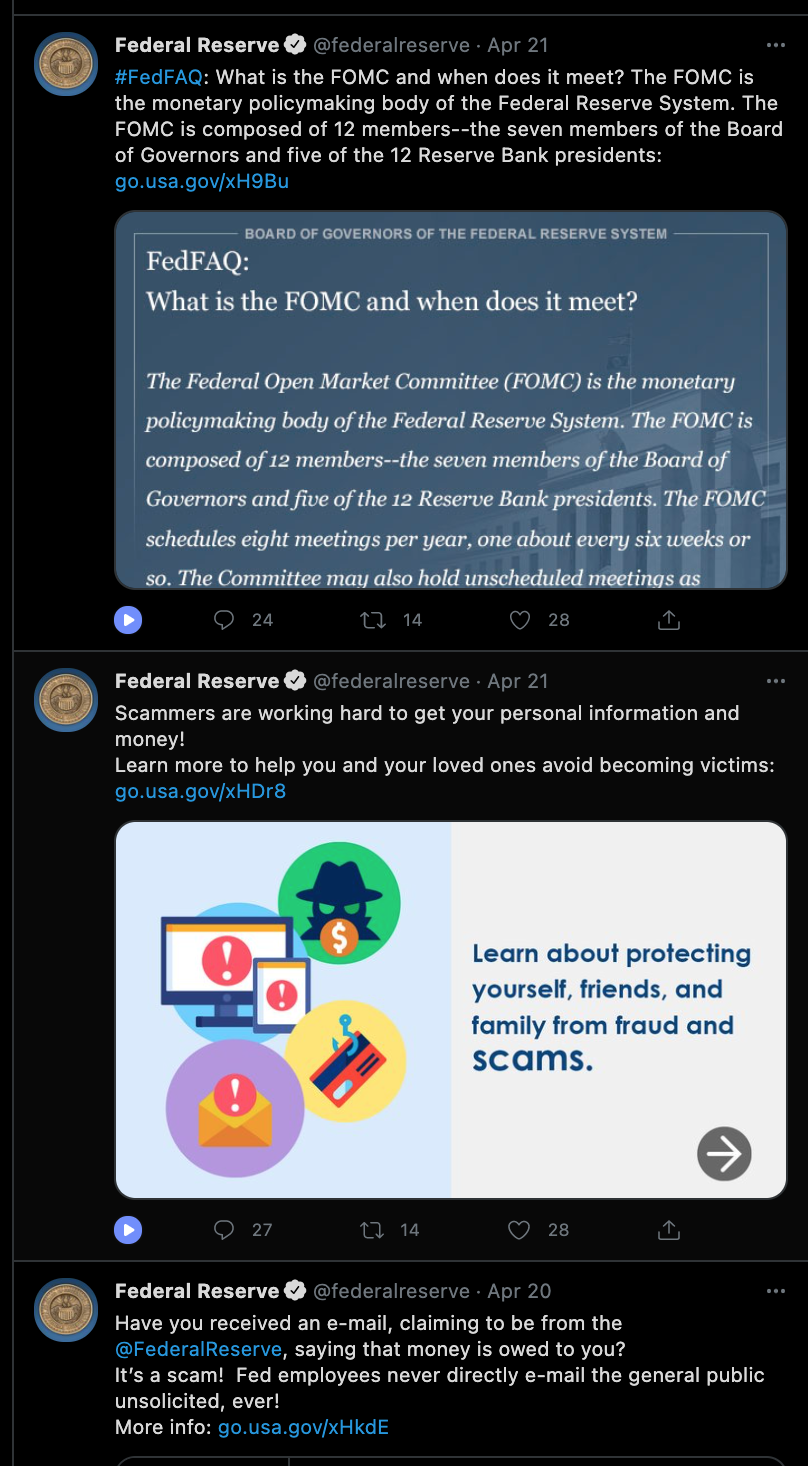 Federal Reserve @federalreserve · Apr 21
#FedFAQ: What is the FOMC and when does it meet? The FOMC is
the monetary policymaking body of the Federal Reserve System. The
FOMC is composed of 12 members--the seven members of the Board
of Governors and five of the 12 Reserve Bank presidents:
go.usa.gov/xH9Bu
BOARD OF GOVERNORS OF THE FEDERAL RESERVE SYSTEM
FedFAQ:
What is the FOMC and when does it meet?
The Federal Open Market Committee (FOMC) is the monetary
policymaking body of the Federal Reserve System. The FOMC is
composed of 12 members--the seven members of the Board of
Governors and five of the 12 Reserve Bank presidents. The FOMC
schedules eight meetings per year, one about every six weeks or
so. The Committee may also hold unscheduled meetings as
24 14 28
Federal Reserve @federalreserve · Apr 21
Scammers are working hard to get your personal information and
money!
Learn more to help you and your loved ones avoid becoming victims:
go.usa.gov/xHDr8
Learn about protecting
yourself, friends, and
family from fraud and
scams.
27 14 28
Federal Reserve @federalreserve · Apr 20
Have you received an e-mail, claiming to be from the
@FederalReserve, saying that money is owed to you?
It's a scam!  Fed employees never directly e-mail the general public
unsolicited, ever!
More info: go.usa.gov/xHkdE